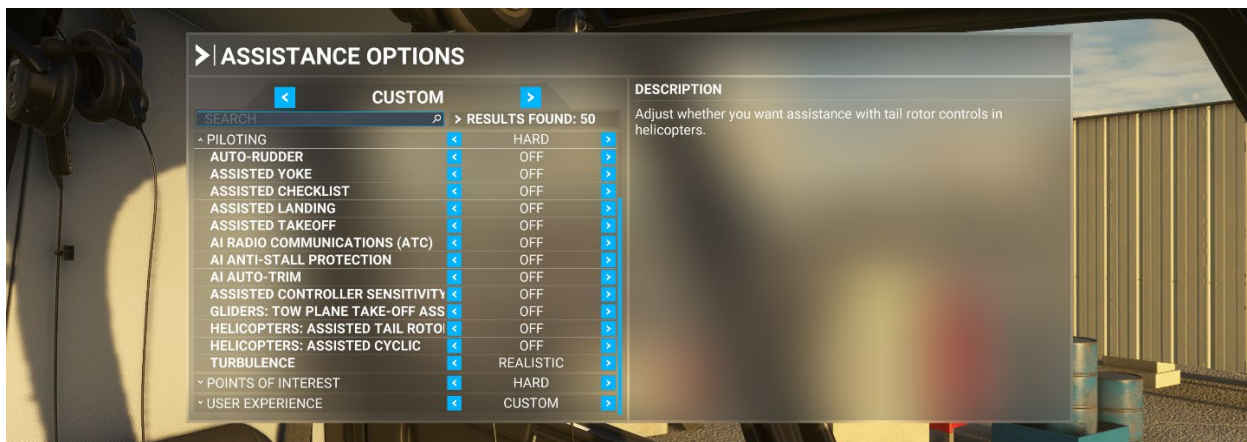 ASSISTANCE OPTIONS
CUSTOM
SEARCH > RESULTS FOUND: 50
PILOTING HARD
AUTO-RUDDER OFF
ASSISTED YOKE OFF
ASSISTED CHECKLIST OFF
ASSISTED LANDING OFF
ASSISTED TAKEOFF OFF
AI RADIO COMMUNICATIONS (ATC) OFF
AI ANTI-STALL PROTECTION OFF
AI AUTO-TRIM OFF
ASSISTED CONTROLLER SENSITIVITY OFF
GLIDERS: TOW PLANE TAKE-OFF ASS OFF
HELICOPTERS: ASSISTED TAIL ROTO OFF
HELICOPTERS: ASSISTED CYCLIC OFF
TURBULENCE REALISTIC
POINTS OF INTEREST HARD
USER EXPERIENCE CUSTOM
DESCRIPTION
Adjust whether you want assistance with tail rotor controls in
helicopters.